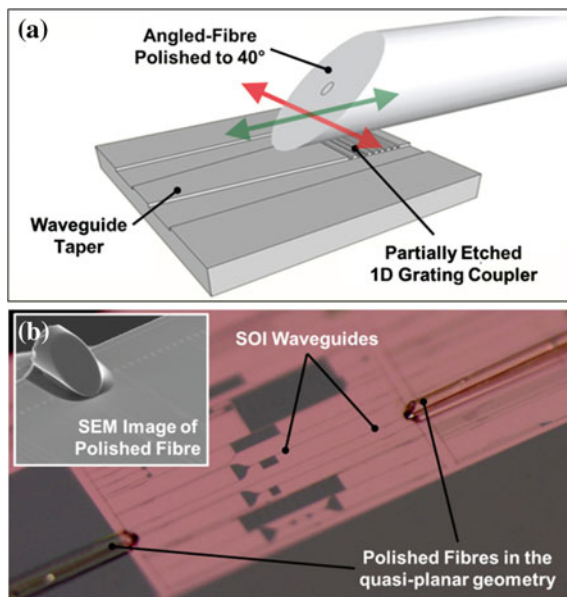 (a)
Angled-Fibre
Polished to 40°
Waveguide
Taper
Partially Etched
1D Grating Coupler
(b)
SOI Waveguides
SEM Image of
Polished Fibre
Polished Fibres in the
quasi-planar geometry